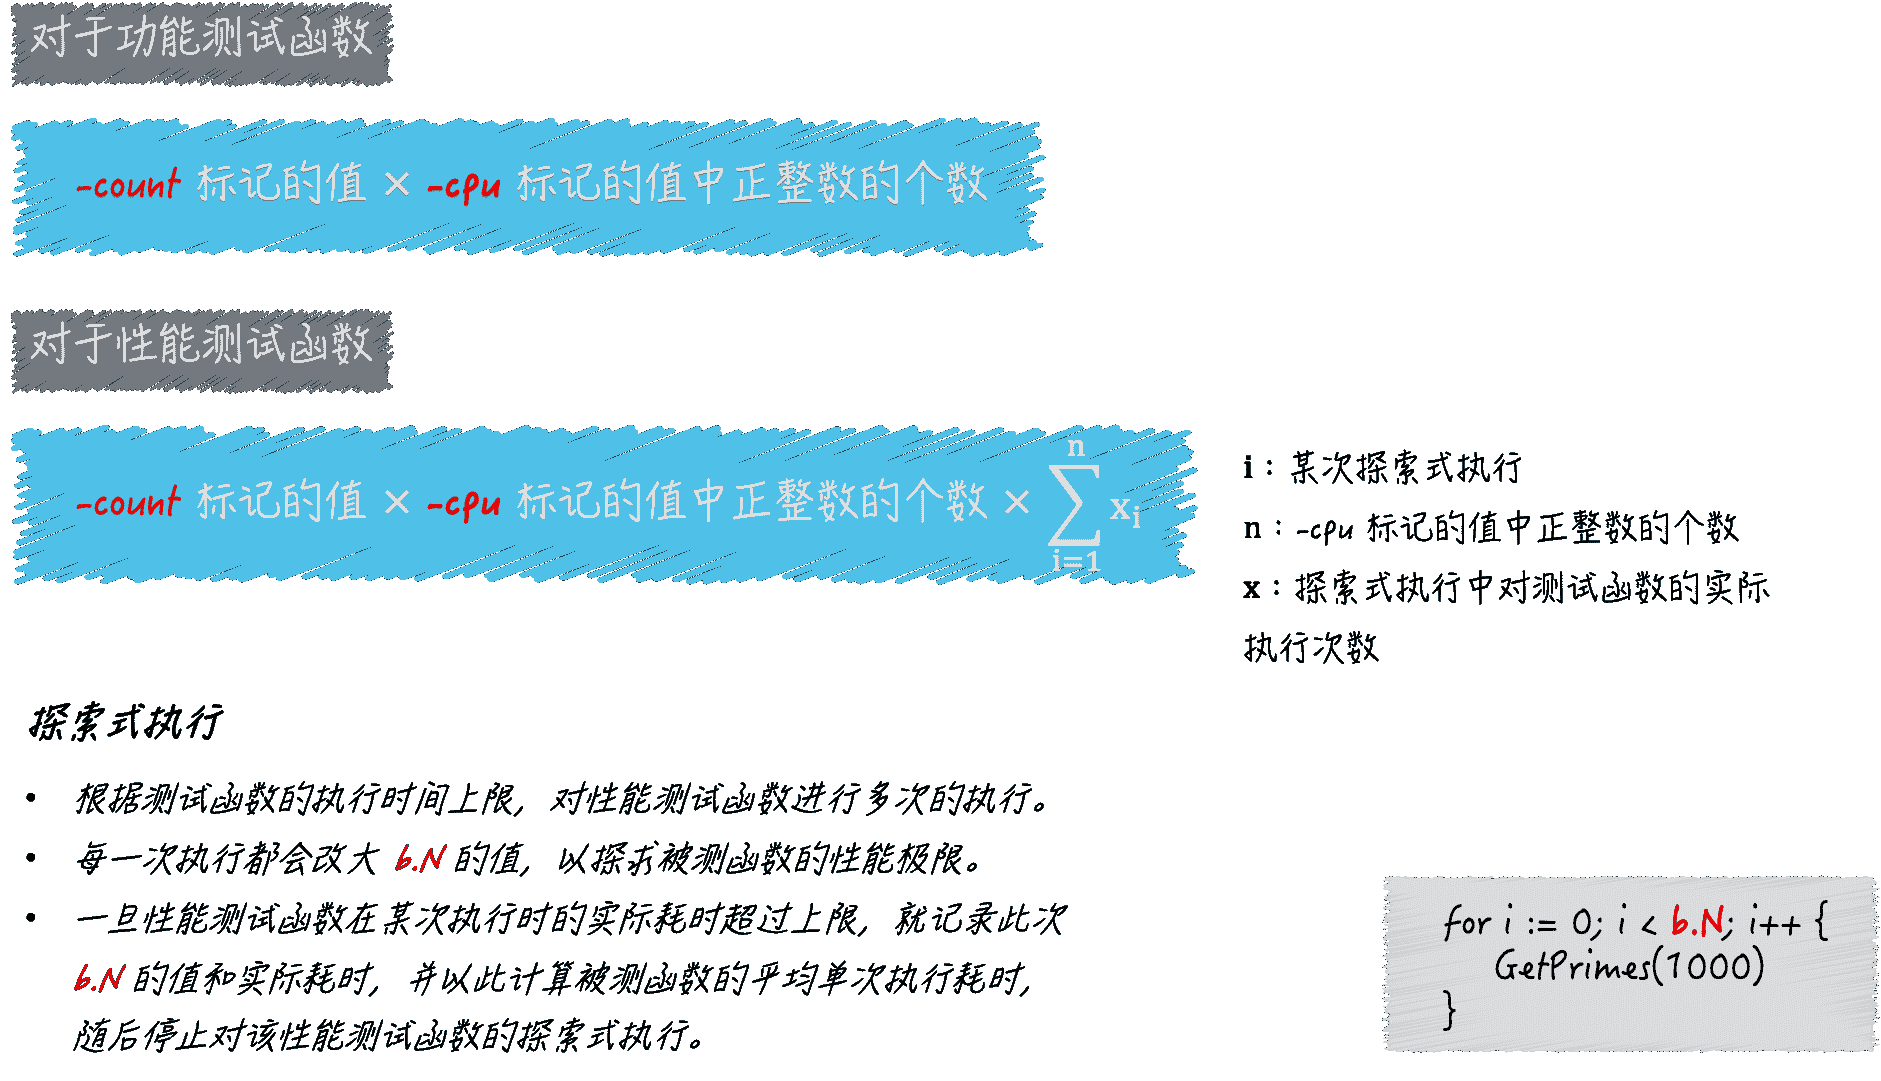 对于功能测试函数
-count 标记的值 × -cpu 标记的值中正整数的个数
对于性能测试函数
-count 标记的值 × -cpu 标记的值中正整数的个数 × n∑i=1 xi
i：某次探索式执行
n：-cpu 标记的值中正整数的个数
x：探索式执行中对测试函数的实际
执行次数
探索式执行
• 根据测试函数的执行时间上限，对性能测试函数进行多次的执行。
• 每一次执行都会改大 b.N 的值，以探求被测函数的性能极限。
• 一旦性能测试函数在某次执行时的实际耗时超过上限，就记录此次
b.N 的值和实际耗时，并以此计算被测函数的平均单次执行耗时，
随后停止对该性能测试函数的探索式执行。
for i := 0; i < b.N; i++ {
GetPrimes(1000)
}